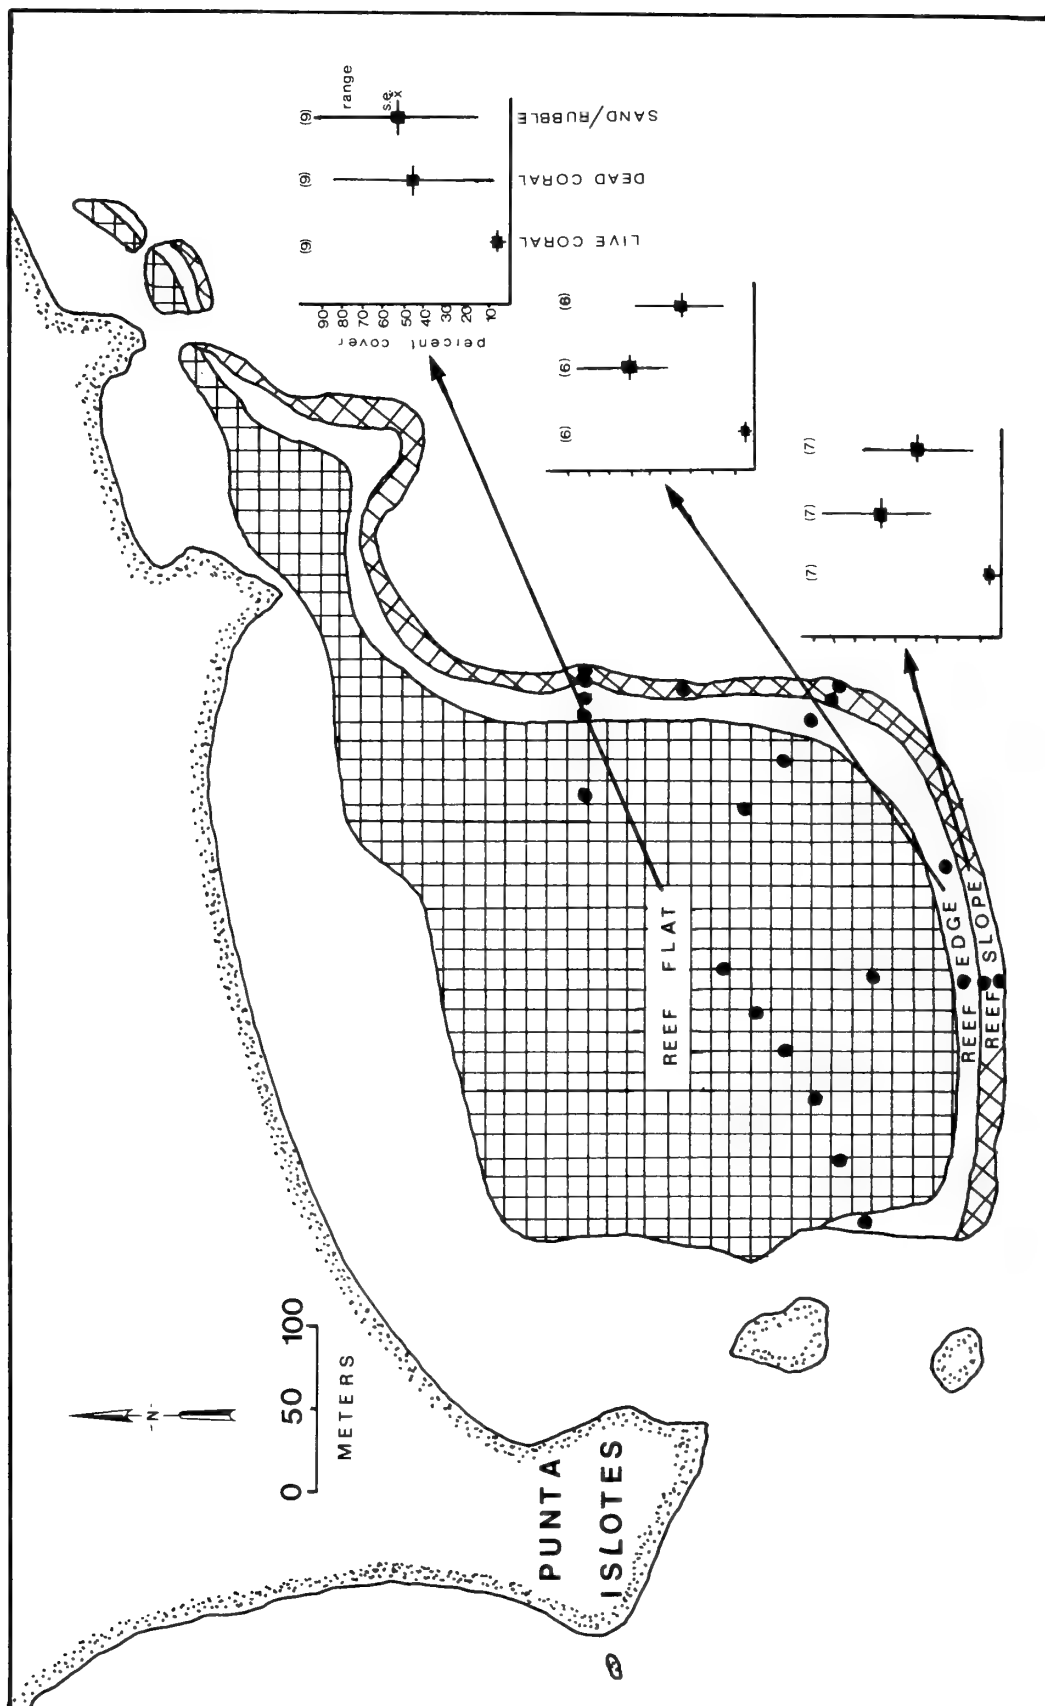 PUNTA
ISLOTES
-N-
0 50 100
METERS
REEF FLAT
REEF EDGE
REEF SLOPE
percent cover
90
80
70
60
50
40
30
20
10
(9) (9) (9)
range
s.e.
x
LIVE CORAL
DEAD CORAL
SAND/RUBBLE
(6) (6) (6)
(7) (7) (7)